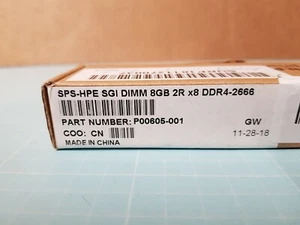 SPS-HPE SGI DIMM 8GB 2R x8 DDR4-2666
PART NUMBER: P00605-001 GW
COO: CN 11-28-18
MADE IN CHINA